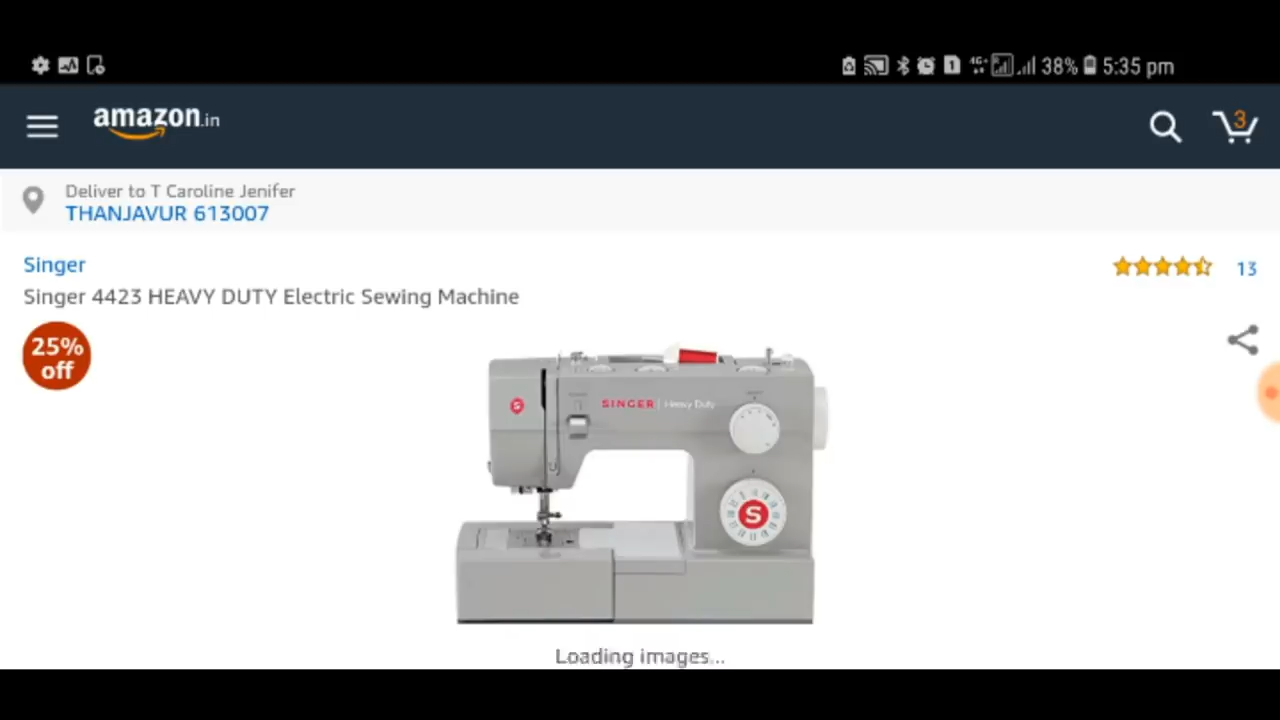 38% 5:35 pm
amazon.in
3
Deliver to T Caroline Jenifer
THANJAVUR 613007
Singer
13
Singer 4423 HEAVY DUTY Electric Sewing Machine
25%
off
S
SINGER | Heavy Duty
S
Loading images...